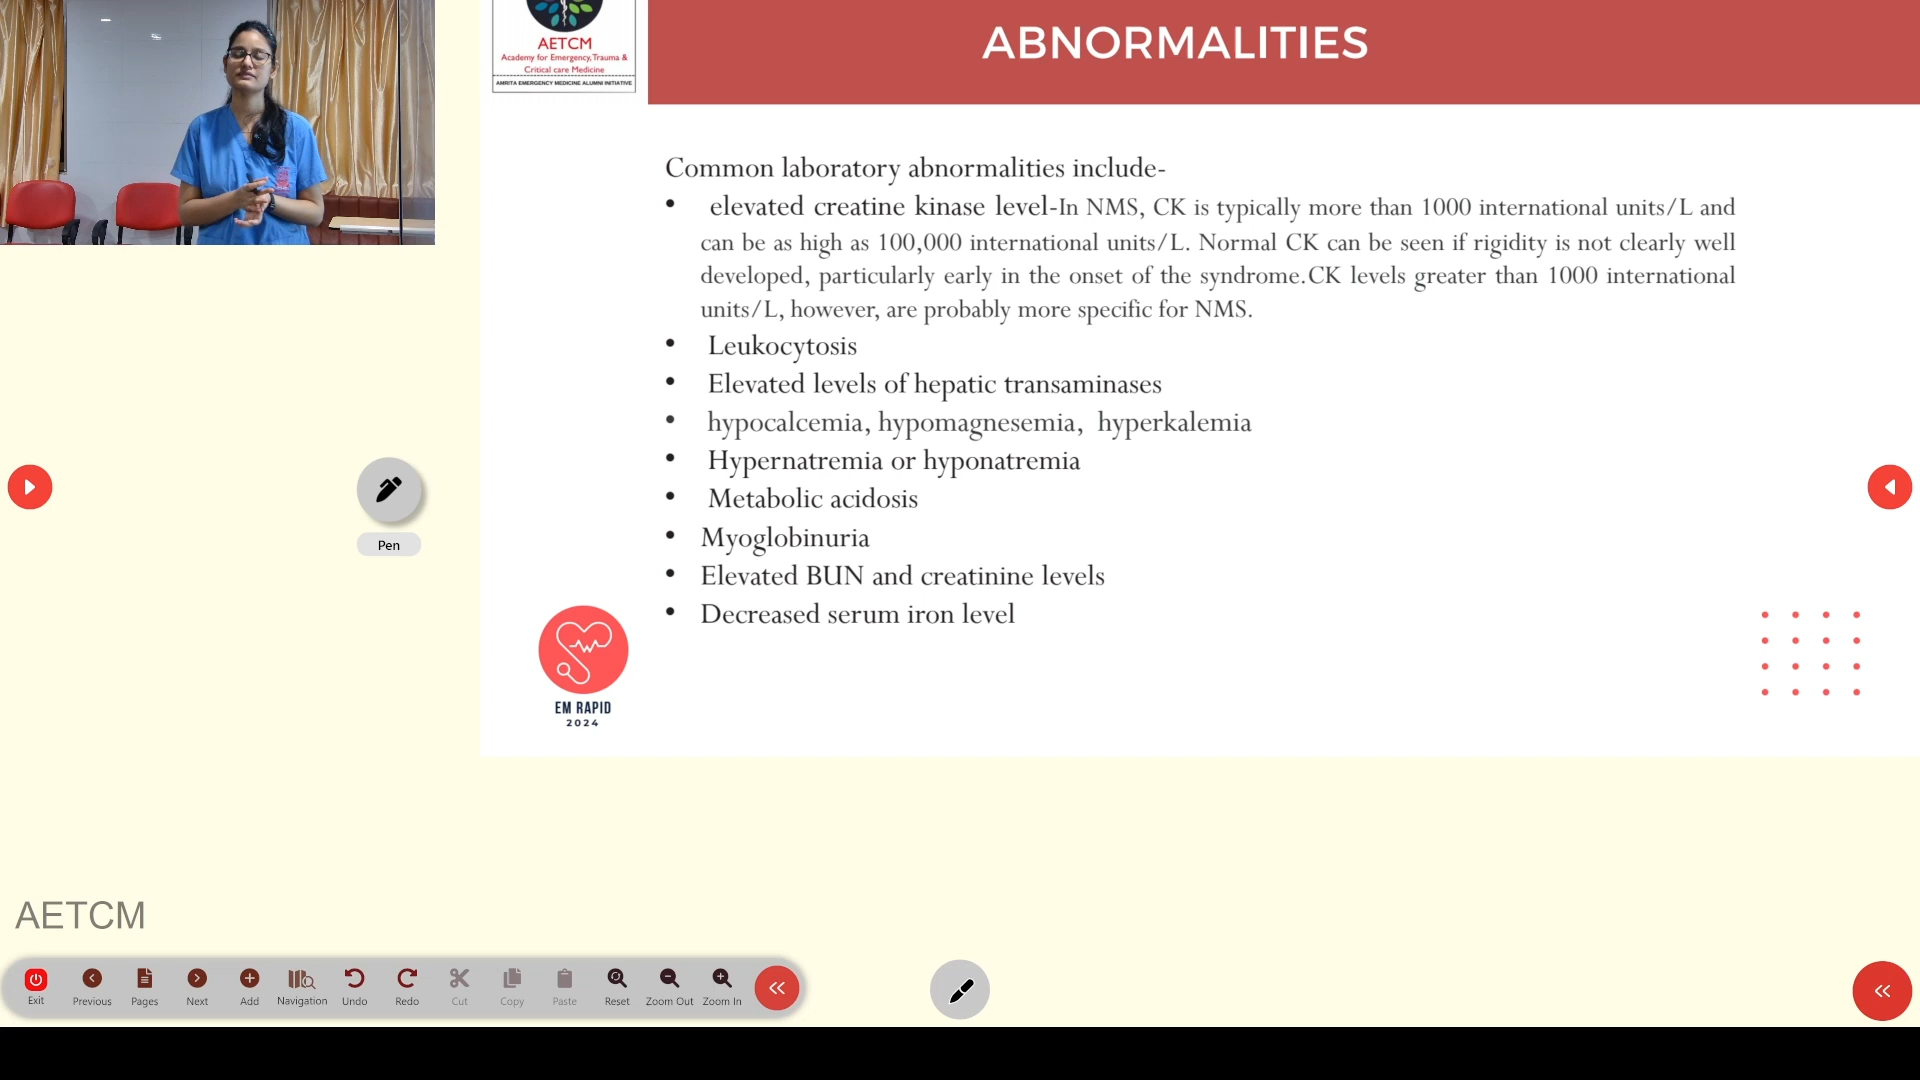 AETCM
Academy for Emergency, Trauma &
Critical care Medicine
AMRITA EMERGENCY MEDICINE ALUMNI INITIATIVE
ABNORMALITIES
Common laboratory abnormalities include-
• elevated creatine kinase level-In NMS, CK is typically more than 1000 international units/L and
can be as high as 100,000 international units/L. Normal CK can be seen if rigidity is not clearly well
developed, particularly early in the onset of the syndrome.CK levels greater than 1000 international
units/L, however, are probably more specific for NMS.
• Leukocytosis
• Elevated levels of hepatic transaminases
• hypocalcemia, hypomagnesemia, hyperkalemia
• Hypernatremia or hyponatremia
• Metabolic acidosis
• Myoglobinuria
• Elevated BUN and creatinine levels
• Decreased serum iron level
EM RAPID
2024
Pen
AETCM
Exit Previous Pages Next Add Navigation Undo Redo Cut Copy Paste Reset Zoom Out Zoom In